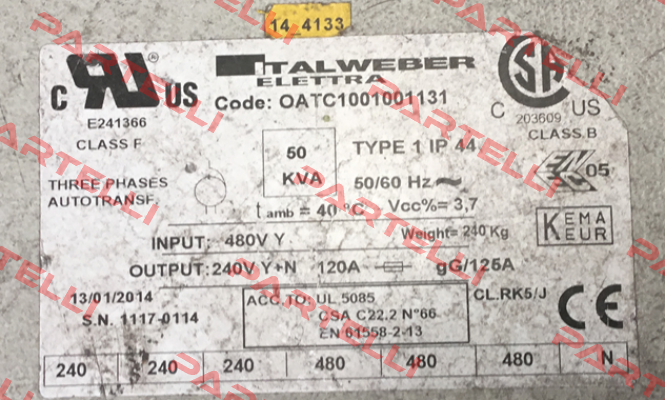 14 4133
ITALWEBER
ELETTRA
Code: OATC1001001131
C US
E241366
CLASS F
C US
203609
CLASS.B
50
KVA
TYPE 1 IP 44
50/60 Hz
05
THREE PHASES
AUTOTRANSF.
t amb = 40 °C
Vcc%= 3,7
Weight= 240 Kg
KEMA
KEUR
INPUT: 480V Y
OUTPUT:240V Y+N 120A gG/125A
13/01/2014
S.N. 1117-0114
ACC.TO: UL 5085
CSA C22.2 N°66
EN 61558-2-13
CL.RK5/J
CE
240 240 240 480 480 480 N
PARTELLI